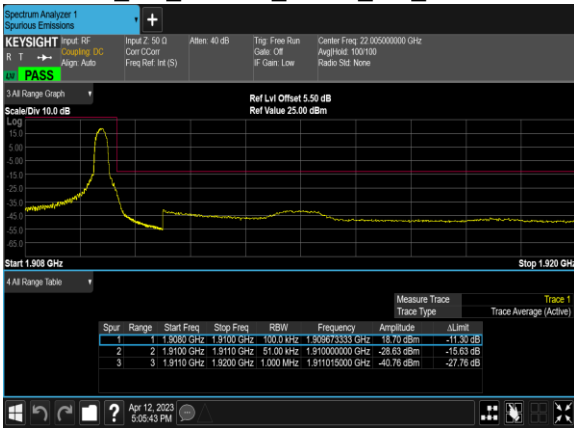 Spectrum Analyzer 1
Spurious Emissions
+
KEYSIGHT Input: RF Input Z: 50 Ω Atten: 40 dB Trig: Free Run Center Freq: 22.005000000 GHz
R T Coupling: DC Corr CCorr Gate: Off Avg|Hold: 100/100
Align: Auto Freq Ref: Int (S) IF Gain: Low Radio Std: None
PASS
3 All Range Graph
Ref Lvl Offset 5.50 dB
Scale/Div 10.0 dB Ref Value 25.00 dBm
Log
15.0
5.00
-5.00
-15.0
-25.0
-35.0
-45.0
-55.0
-65.0
Start 1.908 GHz Stop 1.920 GHz
4 All Range Table
Measure Trace Trace 1
Trace Type Trace Average (Active)
Spur Range Start Freq Stop Freq RBW Frequency Amplitude ΔLimit
1 1 1.9080 GHz 1.9100 GHz 100.0 kHz 1.909673333 GHz 18.70 dBm -11.30 dB
2 2 1.9100 GHz 1.9110 GHz 51.00 kHz 1.910000000 GHz -28.63 dBm -15.63 dB
3 3 1.9110 GHz 1.9200 GHz 1.000 MHz 1.911015000 GHz -40.76 dBm -27.76 dB
? Apr 12, 2023
5:05:43 PM